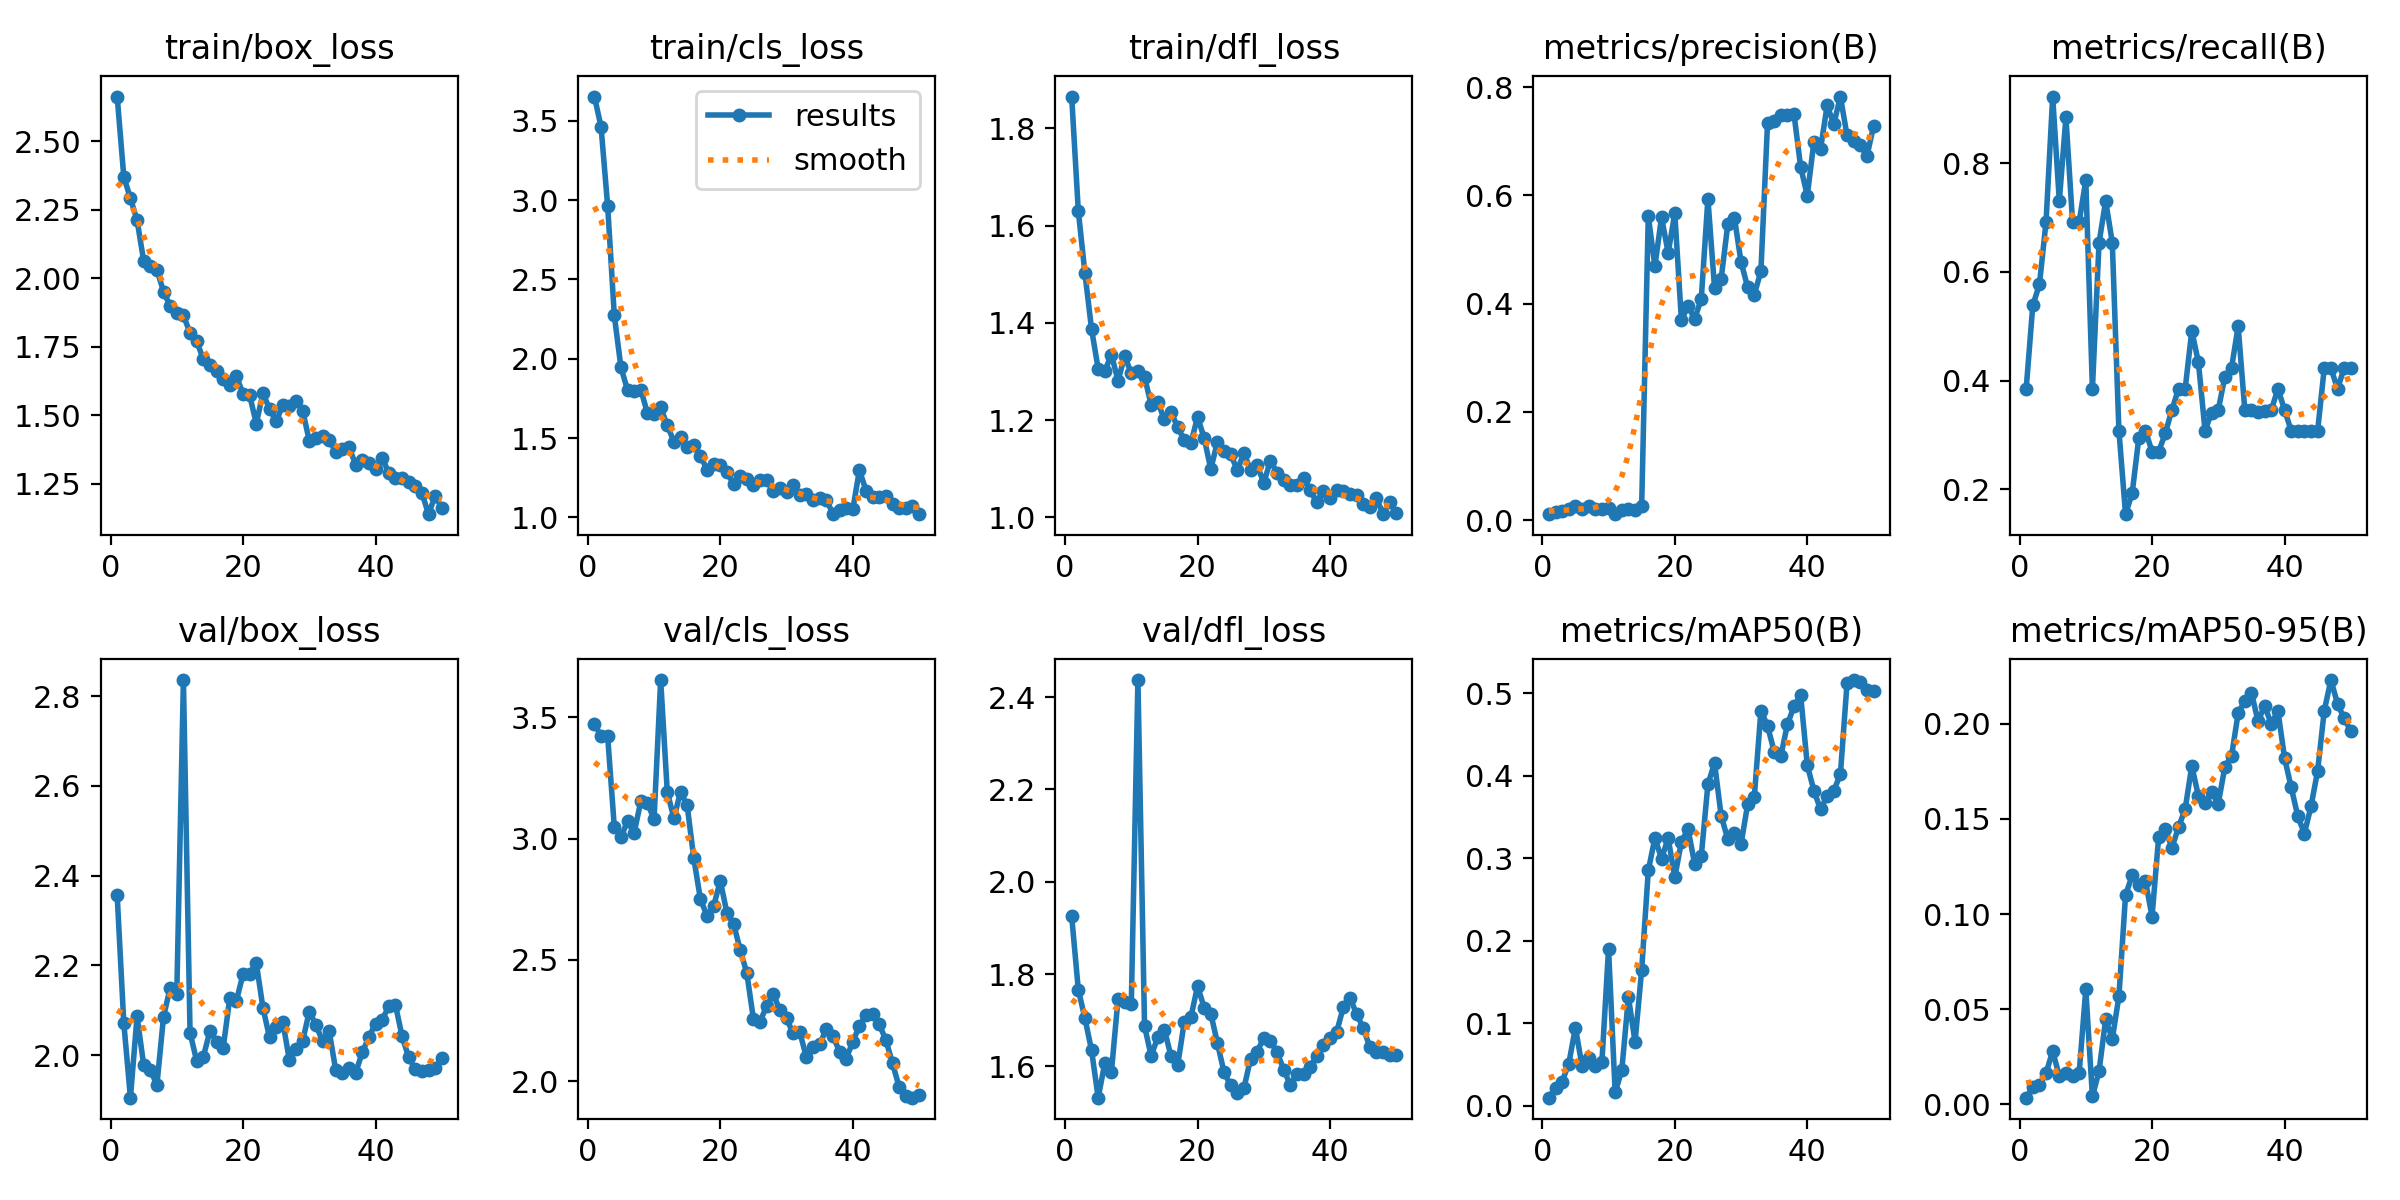 train/box_loss
2.50
2.25
2.00
1.75
1.50
1.25
0 20 40
train/cls_loss
results
smooth
3.5
3.0
2.5
2.0
1.5
1.0
0 20 40
train/dfl_loss
1.8
1.6
1.4
1.2
1.0
0 20 40
metrics/precision(B)
0.8
0.6
0.4
0.2
0.0
0 20 40
metrics/recall(B)
0.8
0.6
0.4
0.2
0 20 40
val/box_loss
2.8
2.6
2.4
2.2
2.0
0 20 40
val/cls_loss
3.5
3.0
2.5
2.0
0 20 40
val/dfl_loss
2.4
2.2
2.0
1.8
1.6
0 20 40
metrics/mAP50(B)
0.5
0.4
0.3
0.2
0.1
0.0
0 20 40
metrics/mAP50-95(B)
0.20
0.15
0.10
0.05
0.00
0 20 40